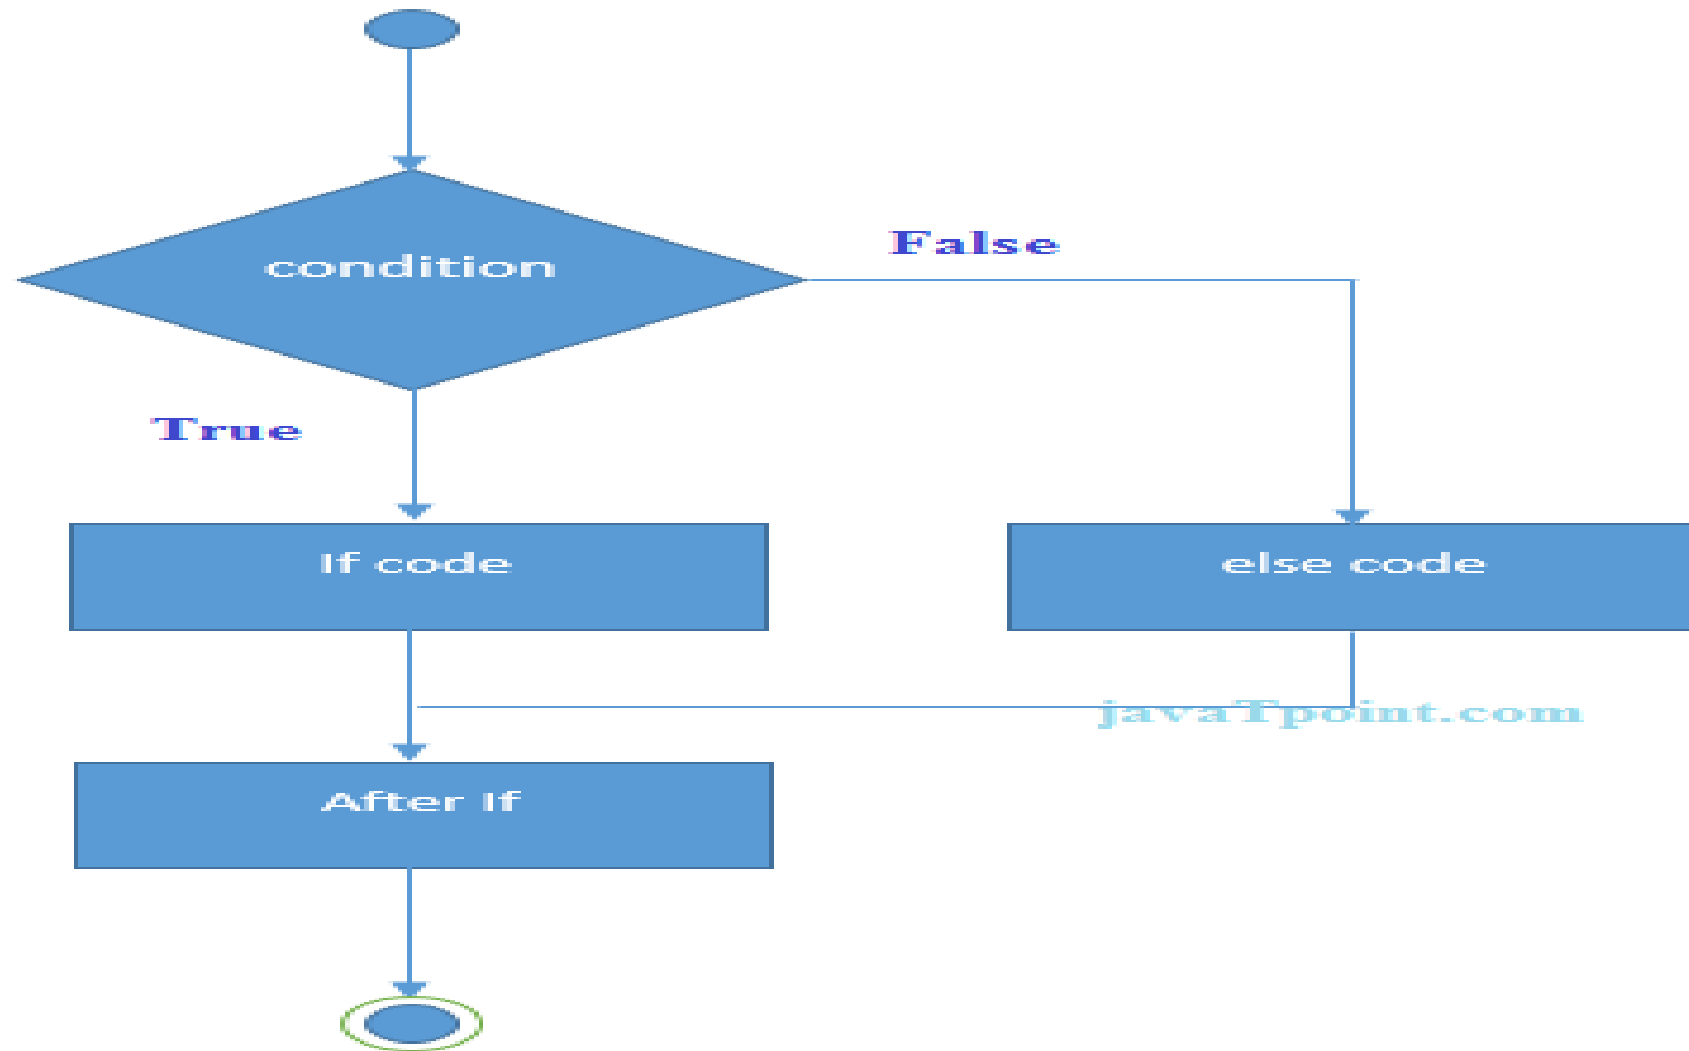 condition
False
True
If code
else code
javaTpoint.com
After If